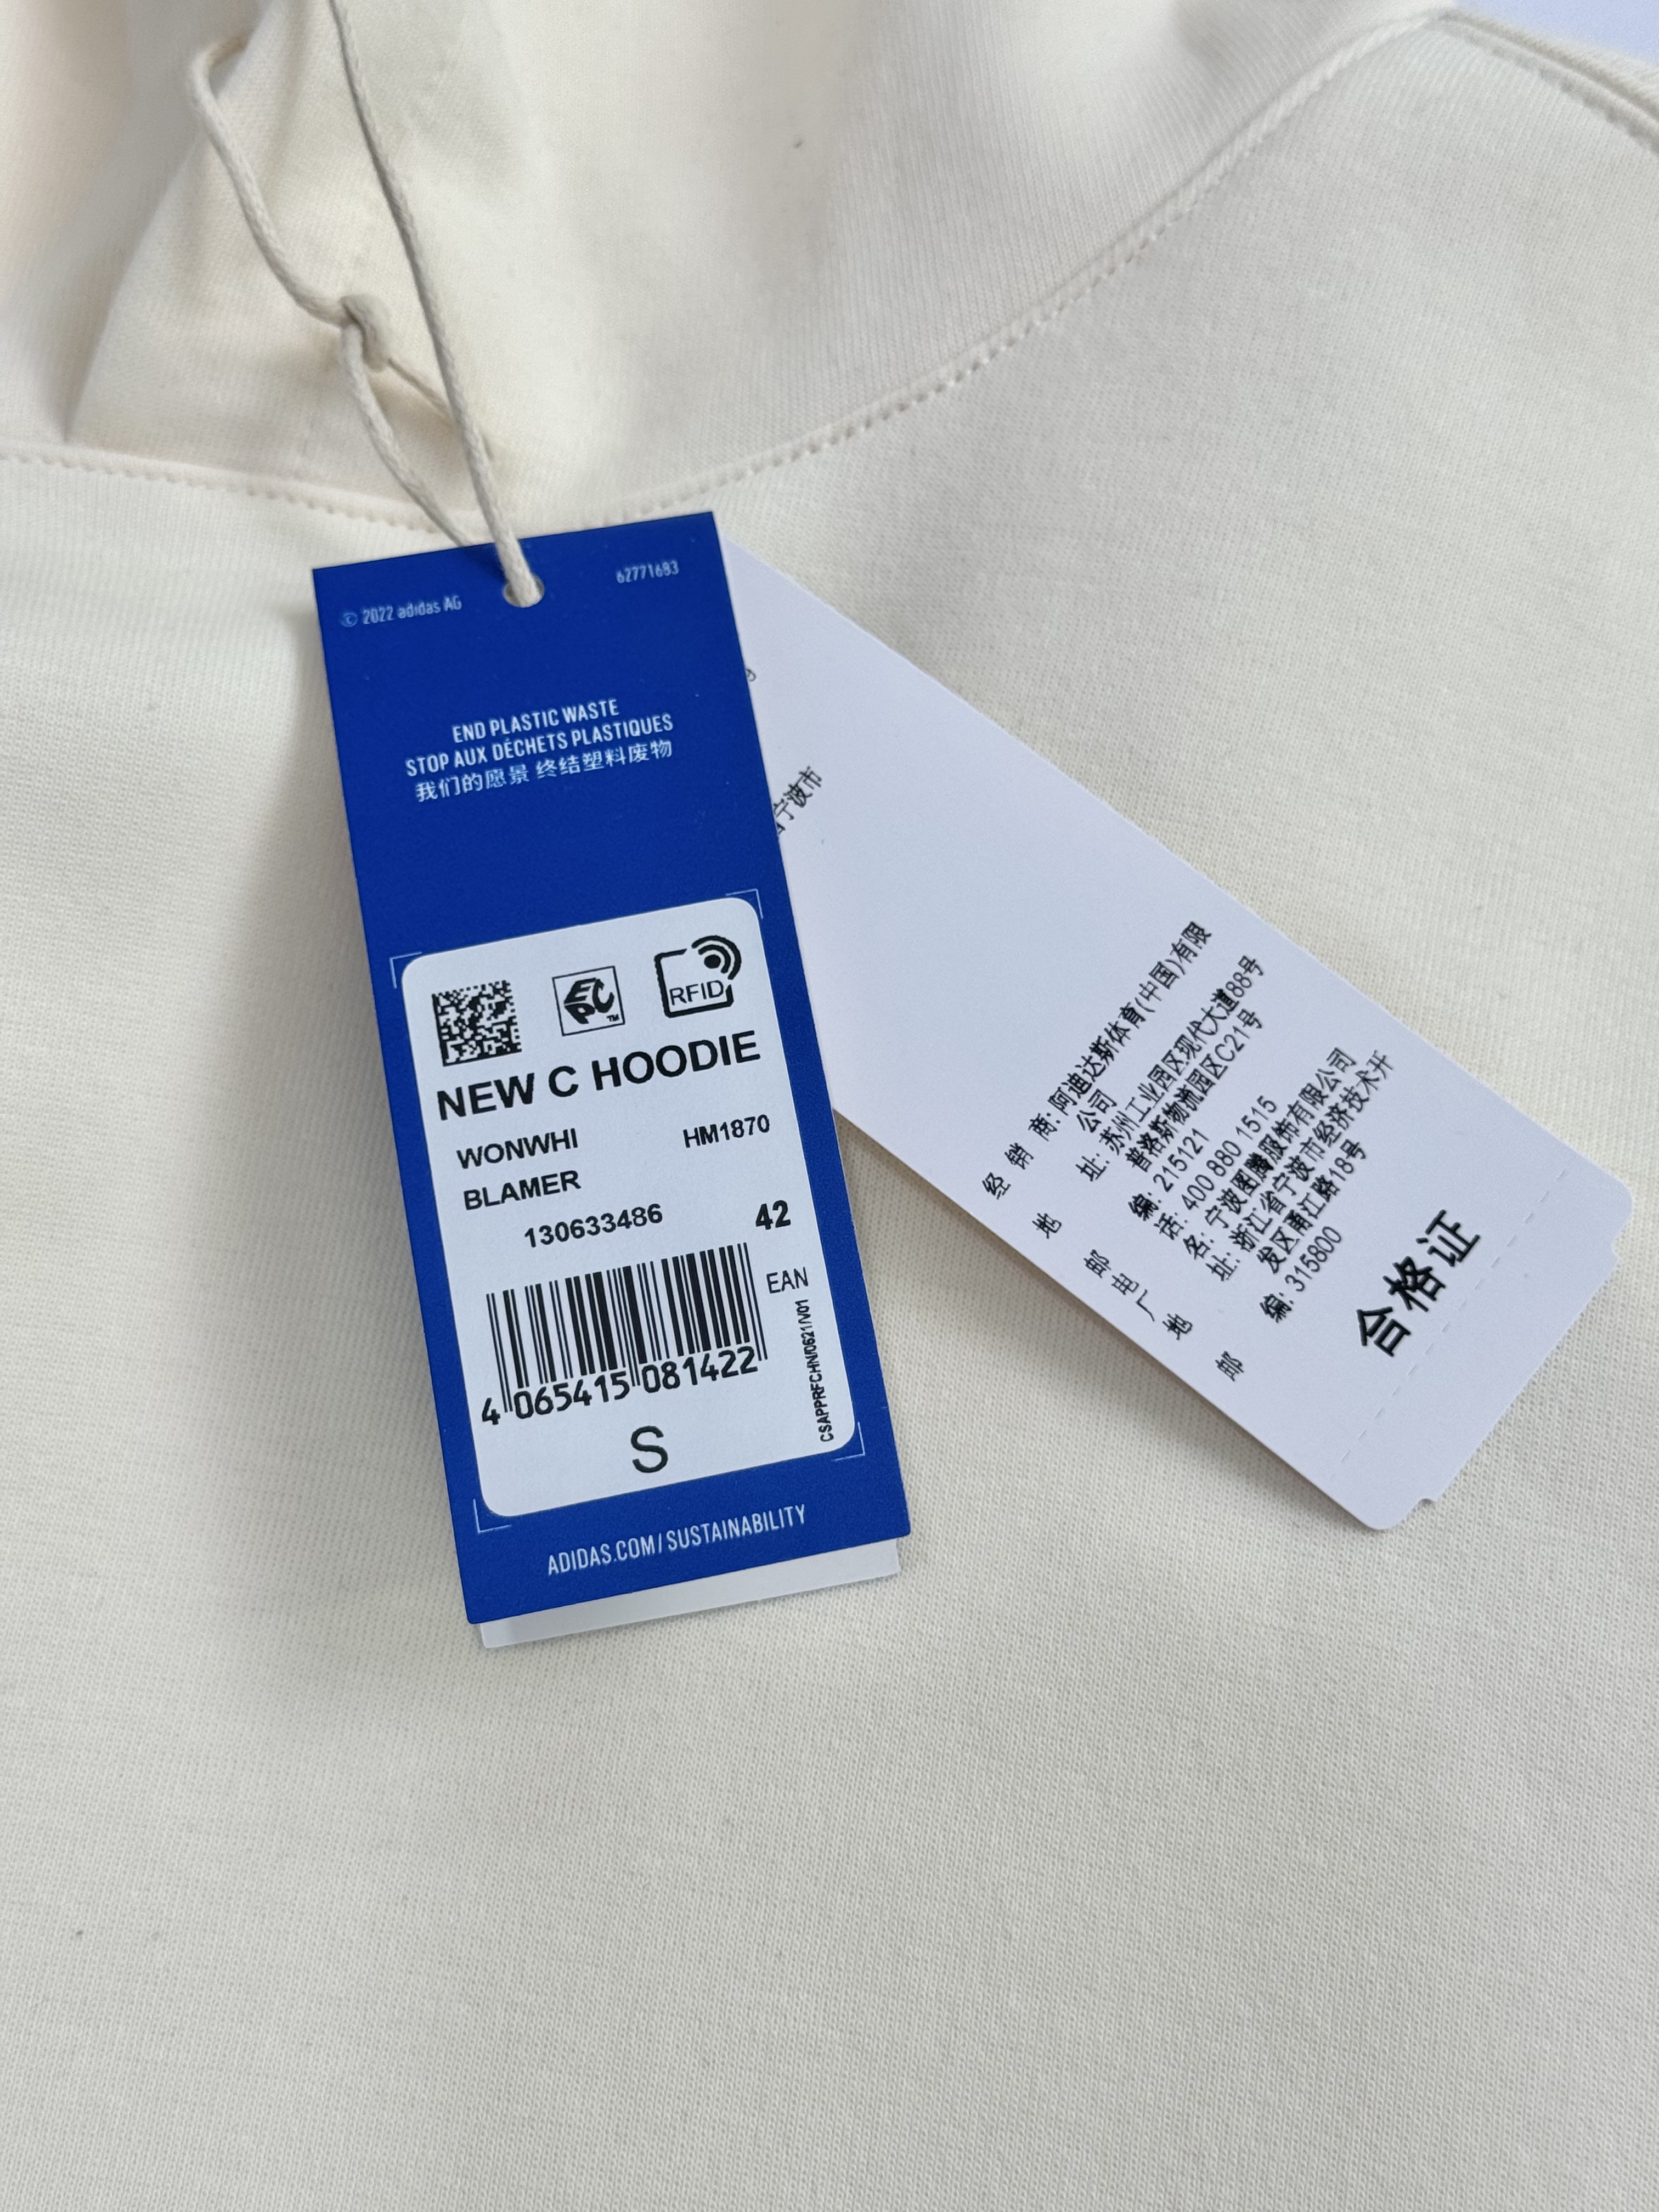 © 2022 adidas AG
62771683
END PLASTIC WASTE
STOP AUX DÉCHETS PLASTIQUES
我们的愿景 终结塑料废物
EPC™
RFID
NEW C HOODIE
WONWHI HM1870
BLAMER
130633486 42
EAN
4 065415 081422
CSAPPRFCHN/0621/V01
S
ADIDAS.COM/SUSTAINABILITY
宁波市
经 销 商: 阿迪达斯体育(中国)有限
公司
地 址: 苏州工业园区现代大道88号
普洛斯物流园区C21号
邮 编: 215121
电 话: 400 880 1515
厂 名: 宁波图腾服饰有限公司
地 址: 浙江省宁波市经济技术开
发区甬江路18号
邮 编: 315800
合格证